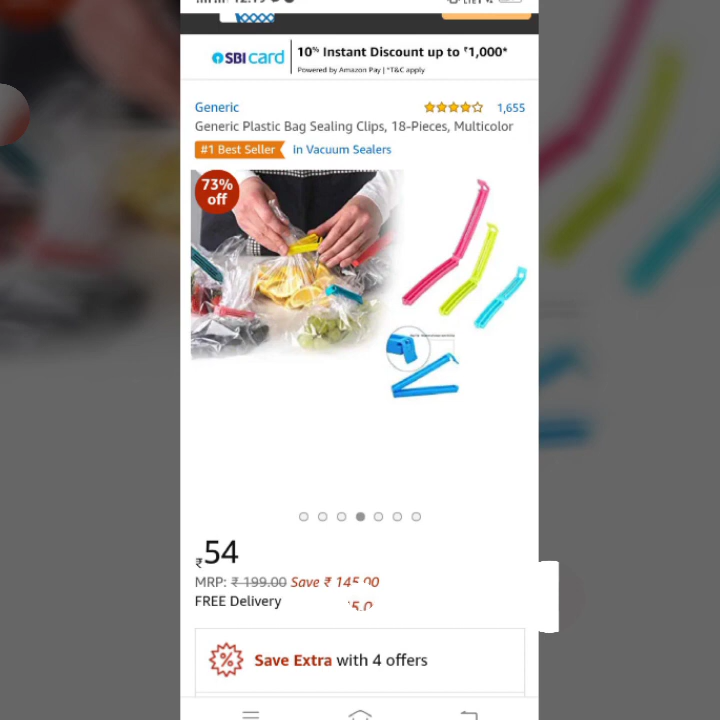 SBI card
10% Instant Discount up to ₹1,000*
Powered by Amazon Pay | *T&C apply
Generic
1,655
Generic Plastic Bag Sealing Clips, 18-Pieces, Multicolor
#1 Best Seller In Vacuum Sealers
73%
off
₹54
MRP: ₹ 199.00 Save ₹
FREE Delivery
Save Extra with 4 offers